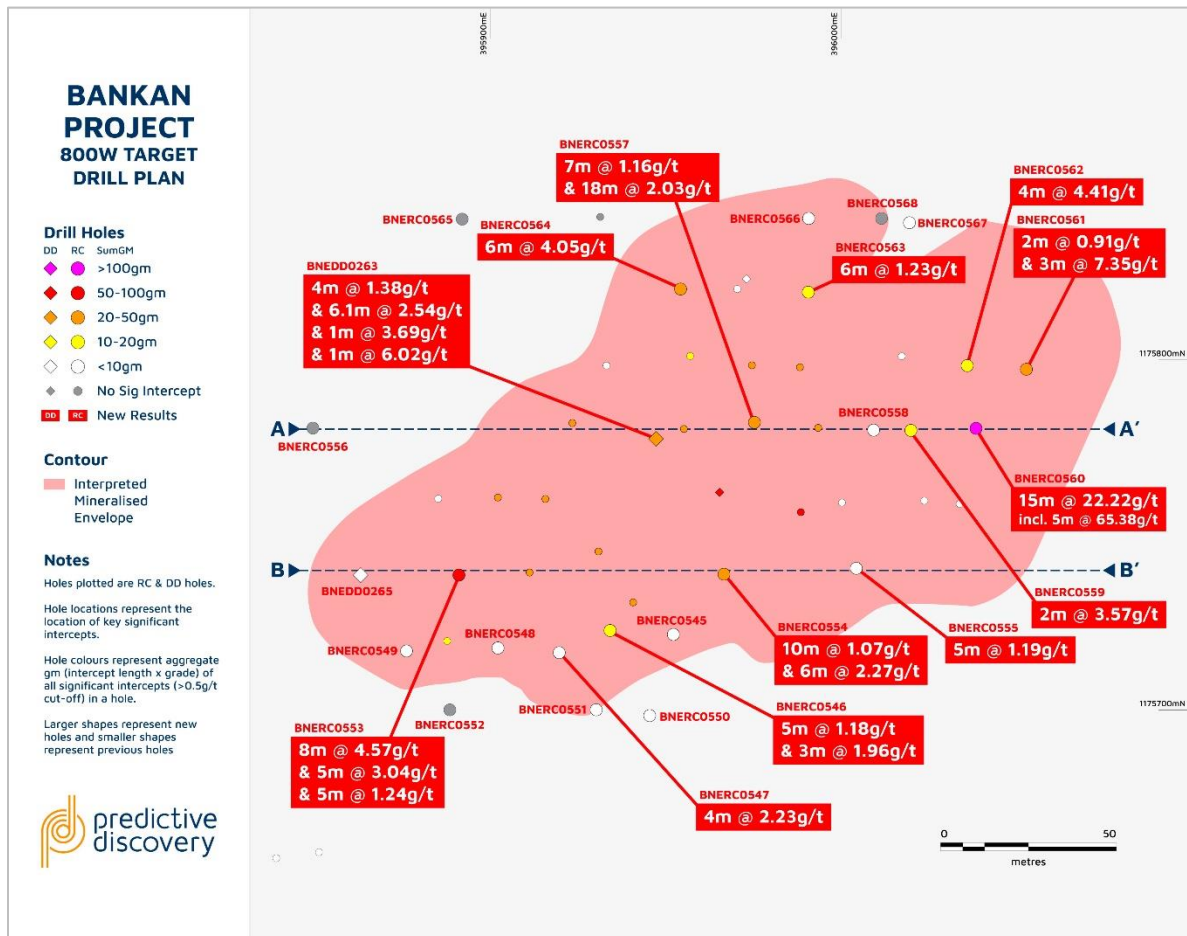 BANKAN
PROJECT
800W TARGET
DRILL PLAN
Drill Holes
DD RC SumGM
>100gm
50-100gm
20-50gm
10-20gm
<10gm
No Sig Intercept
DD RC New Results
Contour
Interpreted
Mineralised
Envelope
Notes
Holes plotted are RC & DD holes.
Hole locations represent the
location of key significant
intercepts.
Hole colours represent aggregate
gm (intercept length x grade) of
all significant intercepts (>0.5g/t
cut-off) in a hole.
Larger shapes represent new
holes and smaller shapes
represent previous holes
predictive
discovery
395900mE
396000mE
BNERC0557
7m @ 1.16g/t
& 18m @ 2.03g/t
BNERC0562
4m @ 4.41g/t
BNERC0565
BNERC0564
6m @ 4.05g/t
BNERC0566
BNERC0568
BNERC0567
BNERC0561
2m @ 0.91g/t
& 3m @ 7.35g/t
BNERC0563
6m @ 1.23g/t
BNEDD0263
4m @ 1.38g/t
& 6.1m @ 2.54g/t
& 1m @ 3.69g/t
& 1m @ 6.02g/t
1175800mN
A
BNERC0556
BNERC0558
A'
BNERC0560
15m @ 22.22g/t
incl. 5m @ 65.38g/t
B
BNEDD0265
B'
BNERC0559
2m @ 3.57g/t
BNERC0549
BNERC0548
BNERC0545
BNERC0554
10m @ 1.07g/t
& 6m @ 2.27g/t
BNERC0555
5m @ 1.19g/t
BNERC0552
BNERC0551
BNERC0550
1175700mN
BNERC0546
5m @ 1.18g/t
& 3m @ 1.96g/t
BNERC0553
8m @ 4.57g/t
& 5m @ 3.04g/t
& 5m @ 1.24g/t
BNERC0547
4m @ 2.23g/t
0 50
metres